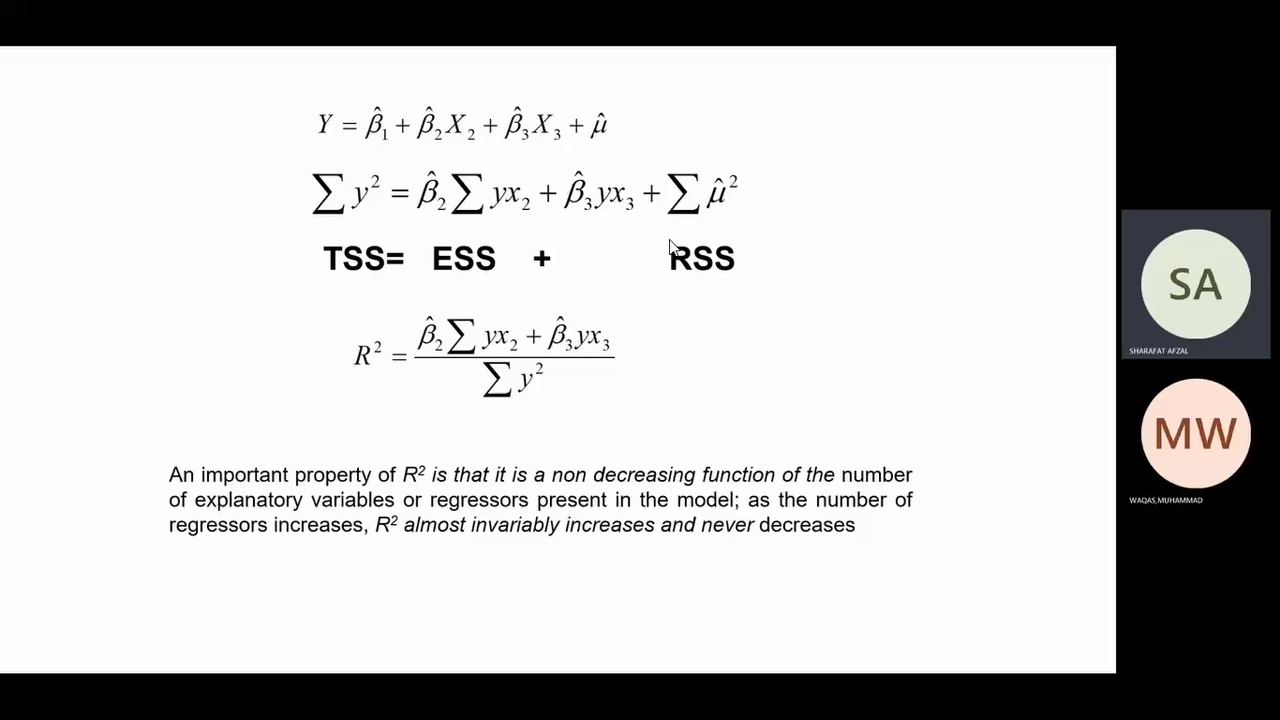 Y = β̂₁ + β̂₂X₂ + β̂₃X₃ + μ̂
∑ y² = β̂₂ ∑ yx₂ + β̂₃yx₃ + ∑ μ̂²
TSS= ESS + RSS
R² = (β̂₂ ∑ yx₂ + β̂₃yx₃) / ∑ y²
An important property of R² is that it is a non decreasing function of the number
of explanatory variables or regressors present in the model; as the number of
regressors increases, R² almost invariably increases and never decreases
SA
SHARAFAT AFZAL
MW
WAQAS,MUHAMMAD